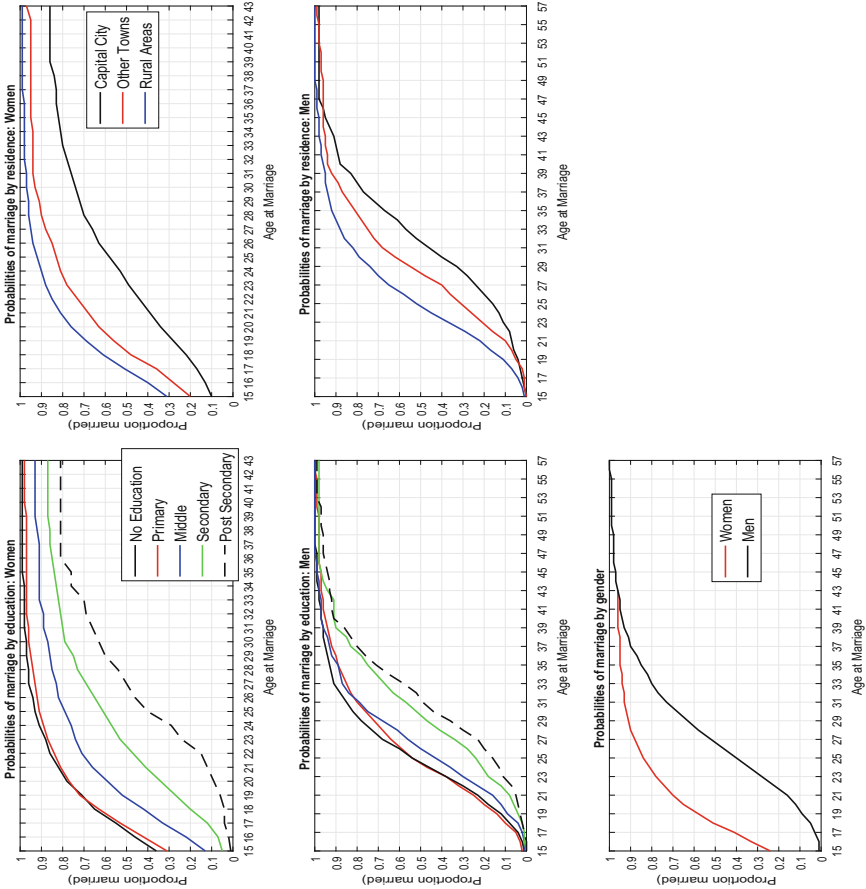 Probabilities of marriage by education: Women
1
0.9
0.8
0.7
0.6
0.5
0.4
0.3
0.2
0.1
0
Proportion married)
No Education
Primary
Middle
Secondary
Post Secondary
15 16 17 18 19 20 21 22 23 24 25 26 27 28 29 30 31 32 33 34 35 36 37 38 39 40 41 42 43
Age at Marriage
Probabilities of marriage by residence: Women
1
0.9
0.8
0.7
0.6
0.5
0.4
0.3
0.2
0.1
0
Proportion married)
Capital City
Other Towns
Rural Areas
15 16 17 18 19 20 21 22 23 24 25 26 27 28 29 30 31 32 33 34 35 36 37 38 39 40 41 42 43
Age at Marriage
Probabilities of marriage by education: Men
1
0.9
0.8
0.7
0.6
0.5
0.4
0.3
0.2
0.1
0
Proportion married)
15 17 19 21 23 25 27 29 31 33 35 37 39 41 43 45 47 49 51 53 55 57
Age at Marriage
Probabilities of marriage by residence: Men
1
0.9
0.8
0.7
0.6
0.5
0.4
0.3
0.2
0.1
0
Proportion married)
15 17 19 21 23 25 27 29 31 33 35 37 39 41 43 45 47 49 51 53 55 57
Age at Marriage
Probabilities of marriage by gender
1
0.9
0.8
0.7
0.6
0.5
0.4
0.3
0.2
0.1
0
Proportion married)
Women
Men
15 17 19 21 23 25 27 29 31 33 35 37 39 41 43 45 47 49 51 53 55 57
Age at Marriage